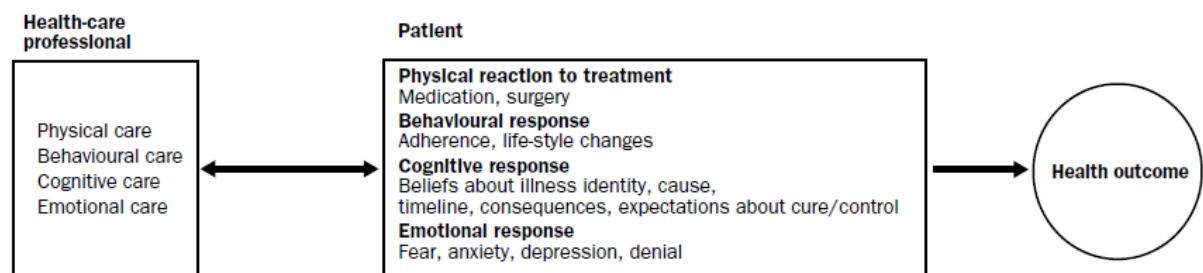 Health-care
professional
Physical care
Behavioural care
Cognitive care
Emotional care
Patient
Physical reaction to treatment
Medication, surgery
Behavioural response
Adherence, life-style changes
Cognitive response
Beliefs about illness identity, cause,
timeline, consequences, expectations about cure/control
Emotional response
Fear, anxiety, depression, denial
Health outcome